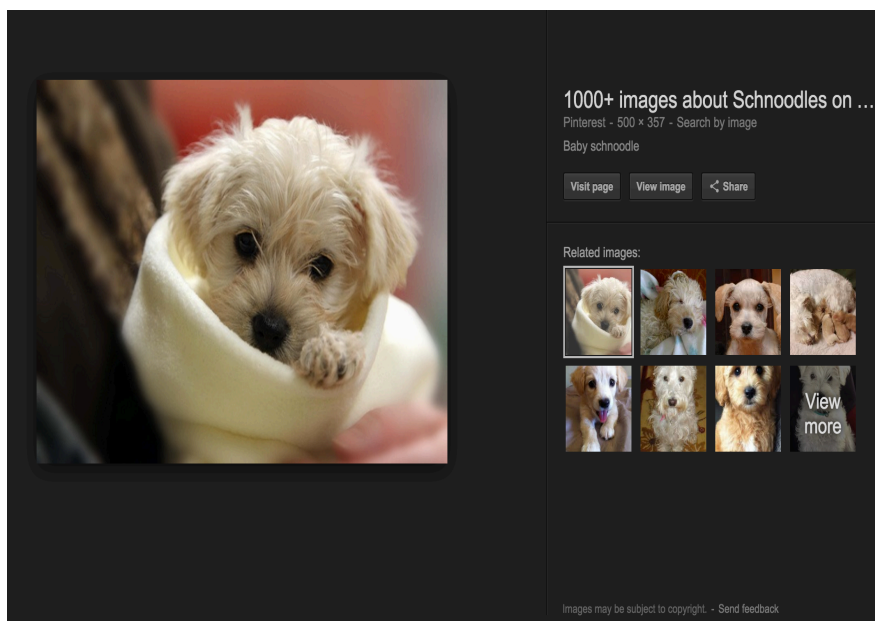 1000+ images about Schnoodles on ...
Pinterest - 500 × 357 - Search by image
Baby schnoodle
Visit page
View image
Share
Related images:
View
more
Images may be subject to copyright. - Send feedback